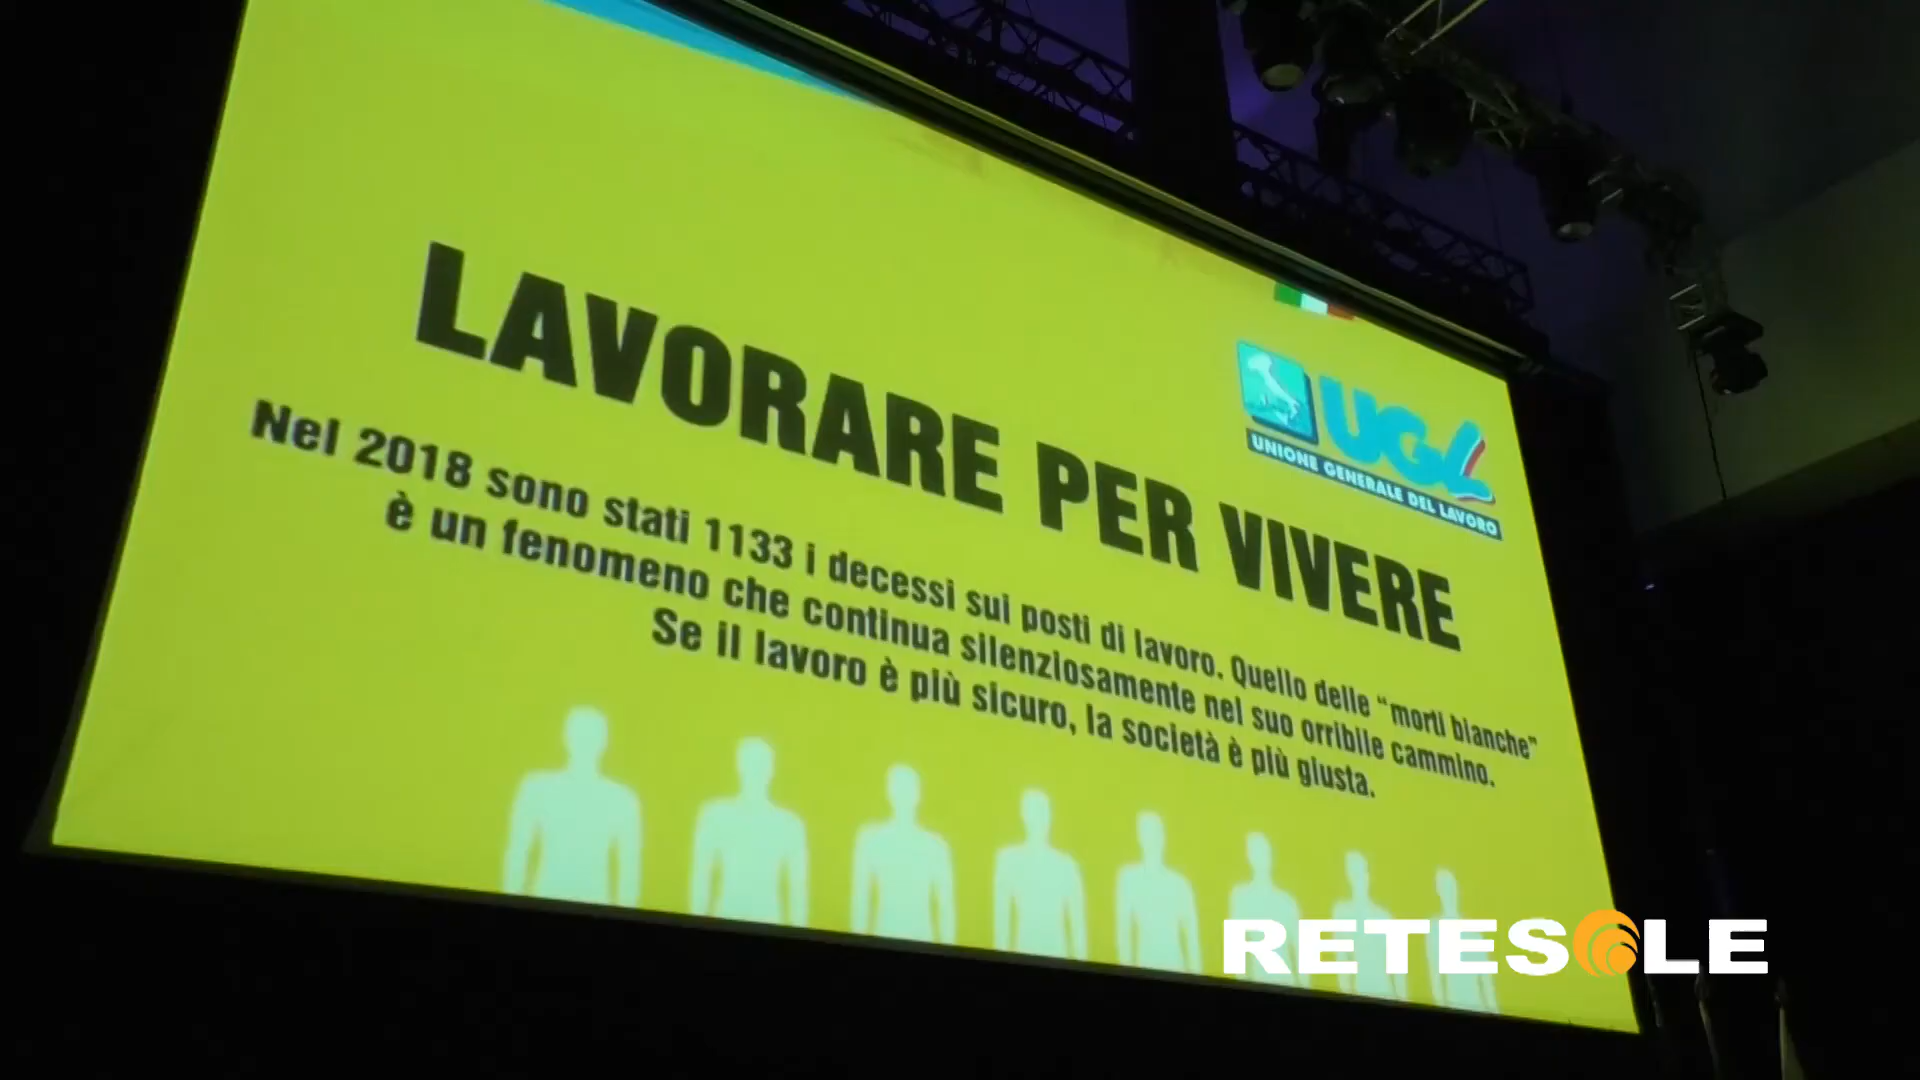 LAVORARE PER VIVERE
UGL
UNIONE GENERALE DEL LAVORO
Nel 2018 sono stati 1133 i decessi sui posti di lavoro. Quello delle “morti bianche”
è un fenomeno che continua silenziosamente nel suo orribile cammino.
Se il lavoro è più sicuro, la società è più giusta.
RETESOLE